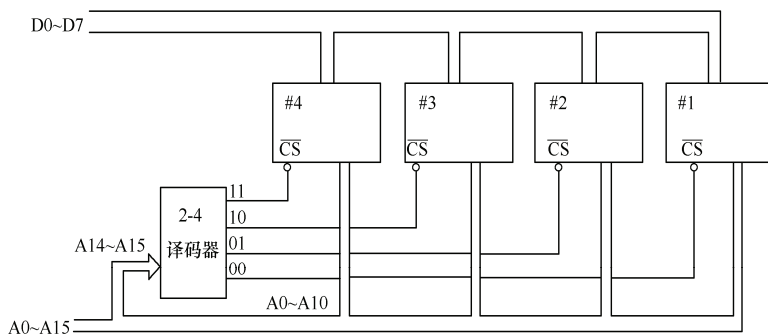 D0~D7
#4
#3
#2
#1
CS
CS
CS
CS
2-4
译码器
11
10
01
00
A14~A15
A0~A10
A0~A15